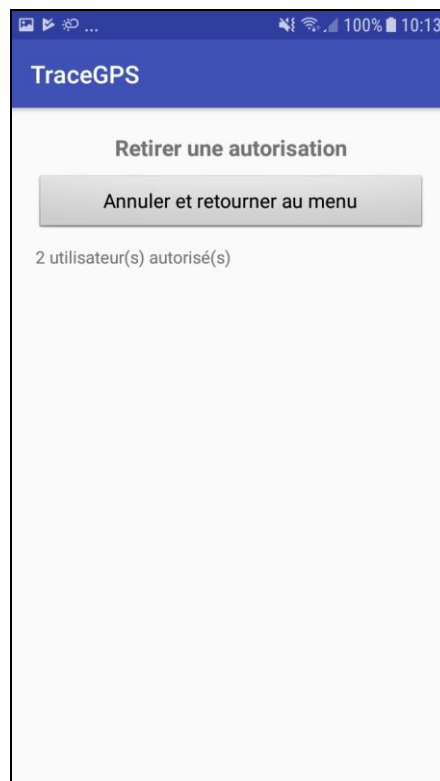 ... 100% 10:13
TraceGPS
Retirer une autorisation
Annuler et retourner au menu
2 utilisateur(s) autorisé(s)